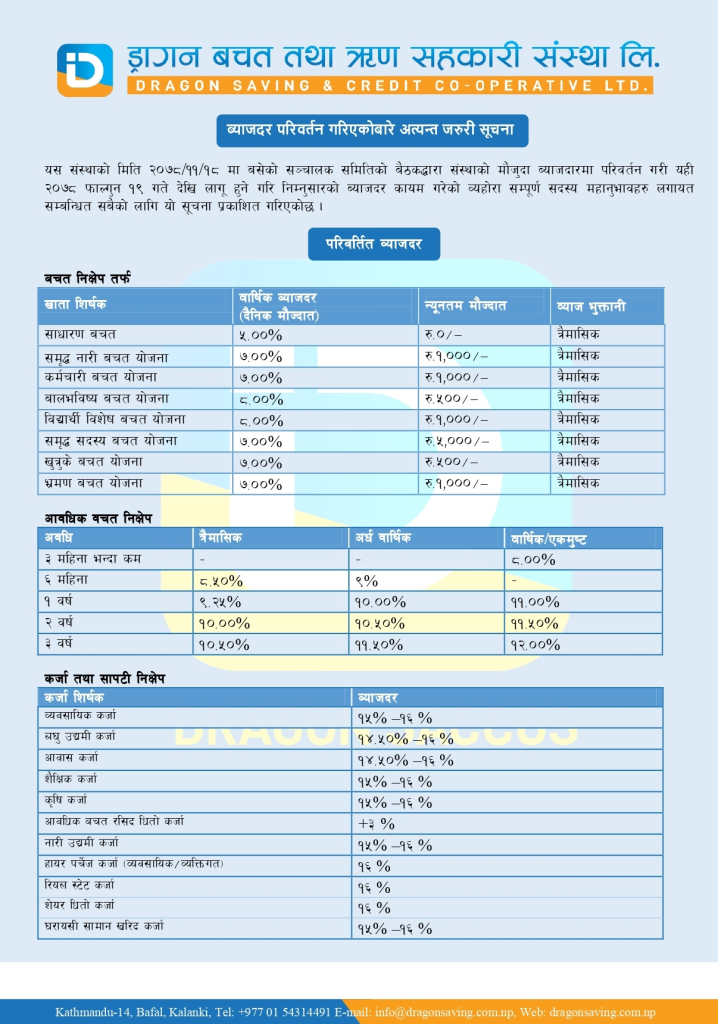 ड्रागन बचत तथा ऋण सहकारी संस्था लि.
DRAGON SAVING & CREDIT CO-OPERATIVE LTD.
ब्याजदर परिवर्तन गरिएकोबारे अत्यन्त जरुरी सूचना
यस संस्थाको मिति २०७८/११/१८ मा बसेको सञ्चालक समितिको बैठकद्वारा संस्थाको मौजुदा ब्याजदारमा परिवर्तन गरी यही
२०७८ फाल्गुन १९ गते देखि लागू हुने गरि निम्नुसारको ब्याजदर कायम गरेको व्यहोरा सम्पूर्ण सदस्य महानुभावहरु लगायत
सम्बन्धित सबैको लागि यो सूचना प्रकाशित गरिएकोछ ।
परिवर्तित ब्याजदर
बचत निक्षेप तर्फ
खाता शिर्षक वार्षिक ब्याजदर (दैनिक मौज्दात) न्यूनतम मौज्दात ब्याज भुक्तानी
साधारण बचत ५.००% रु.०/– त्रैमासिक
समृद्ध नारी बचत योजना ७.००% रु.१,०००/– त्रैमासिक
कर्मचारी बचत योजना ७.००% रु.१,०००/– त्रैमासिक
बालभविष्य बचत योजना ८.००% रु.५००/– त्रैमासिक
विद्यार्थी विशेष बचत योजना ८.००% रु.१,०००/– त्रैमासिक
समृद्ध सदस्य बचत योजना ७.००% रु.५,०००/– त्रैमासिक
खुत्रुके बचत योजना ७.००% रु.५००/– त्रैमासिक
भ्रमण बचत योजना ७.००% रु.१,०००/– त्रैमासिक
आवधिक बचत निक्षेप
अवधि त्रैमासिक अर्ध वार्षिक वार्षिक/एकमुष्ट
३ महिना भन्दा कम - - ८.००%
६ महिना ८.५०% ९% -
१ वर्ष ९.२५% १०.००% ११.००%
२ वर्ष १०.००% १०.५०% ११.५०%
३ वर्ष १०.५०% ११.५०% १२.००%
कर्जा तथा सापटी निक्षेप
कर्जा शिर्षक ब्याजदर
व्यवसायिक कर्जा १५% –१६ %
लघु उद्यमी कर्जा १४.५०% –१६ %
आवास कर्जा १४.५०% –१६ %
शैक्षिक कर्जा १५% –१६ %
कृषि कर्जा १५% –१६ %
आवधिक बचत रसिद धितो कर्जा +३ %
नारी उद्यमी कर्जा १५% –१६ %
हायर पर्चेज कर्जा (व्यवसायिक/व्यक्तिगत) १६ %
रियल स्टेट कर्जा १६ %
शेयर धितो कर्जा १६ %
घरायसी सामान खरिद कर्जा १५% –१६ %
Kathmandu-14, Bafal, Kalanki, Tel: +977 01 54314491 E-mail: info@dragonsaving.com.np, Web: dragonsaving.com.np